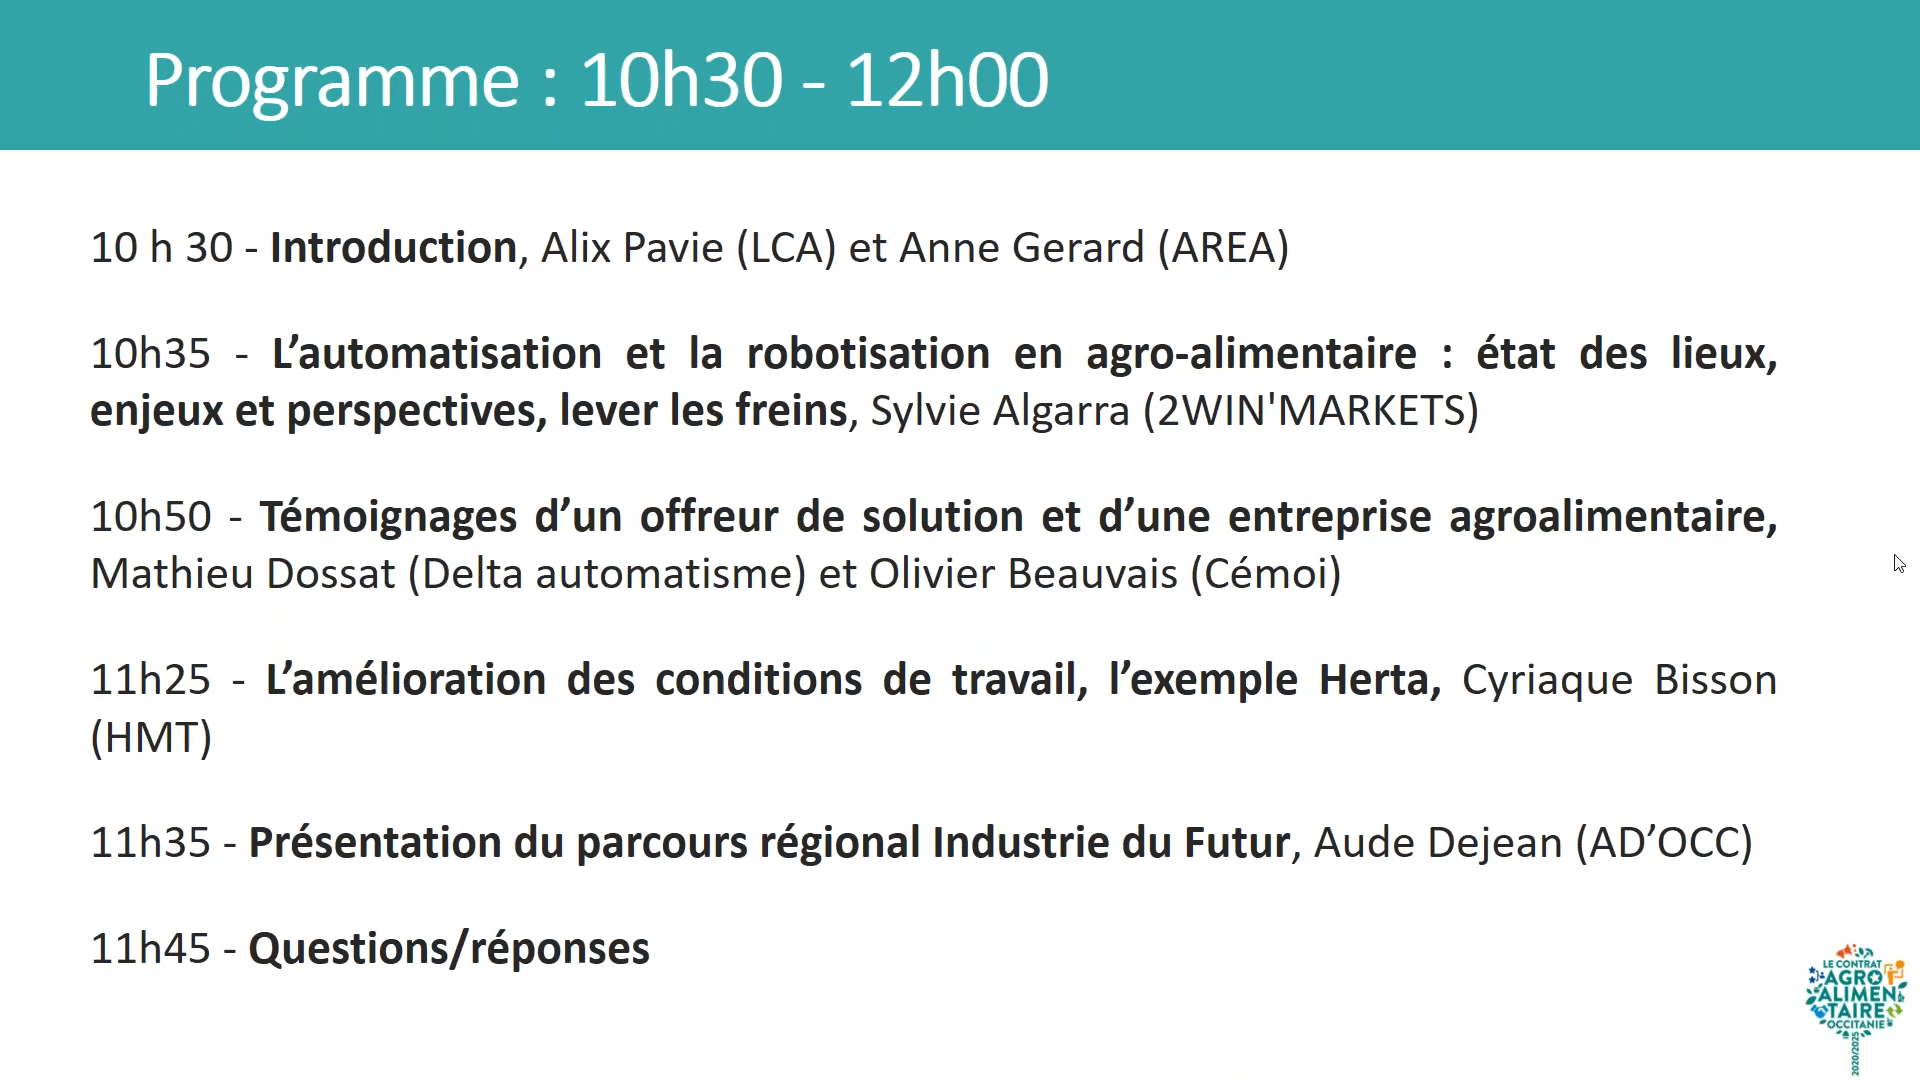 Programme : 10h30 - 12h00
10 h 30 - Introduction, Alix Pavie (LCA) et Anne Gerard (AREA)
10h35 - L’automatisation et la robotisation en agro-alimentaire : état des lieux,
enjeux et perspectives, lever les freins, Sylvie Algarra (2WIN'MARKETS)
10h50 - Témoignages d’un offreur de solution et d’une entreprise agroalimentaire,
Mathieu Dossat (Delta automatisme) et Olivier Beauvais (Cémoi)
11h25 - L’amélioration des conditions de travail, l’exemple Herta, Cyriaque Bisson
(HMT)
11h35 - Présentation du parcours régional Industrie du Futur, Aude Dejean (AD’OCC)
11h45 - Questions/réponses
LE CONTRAT
AGRO
ALIMEN
TAIRE
OCCITANIE
2020/2025